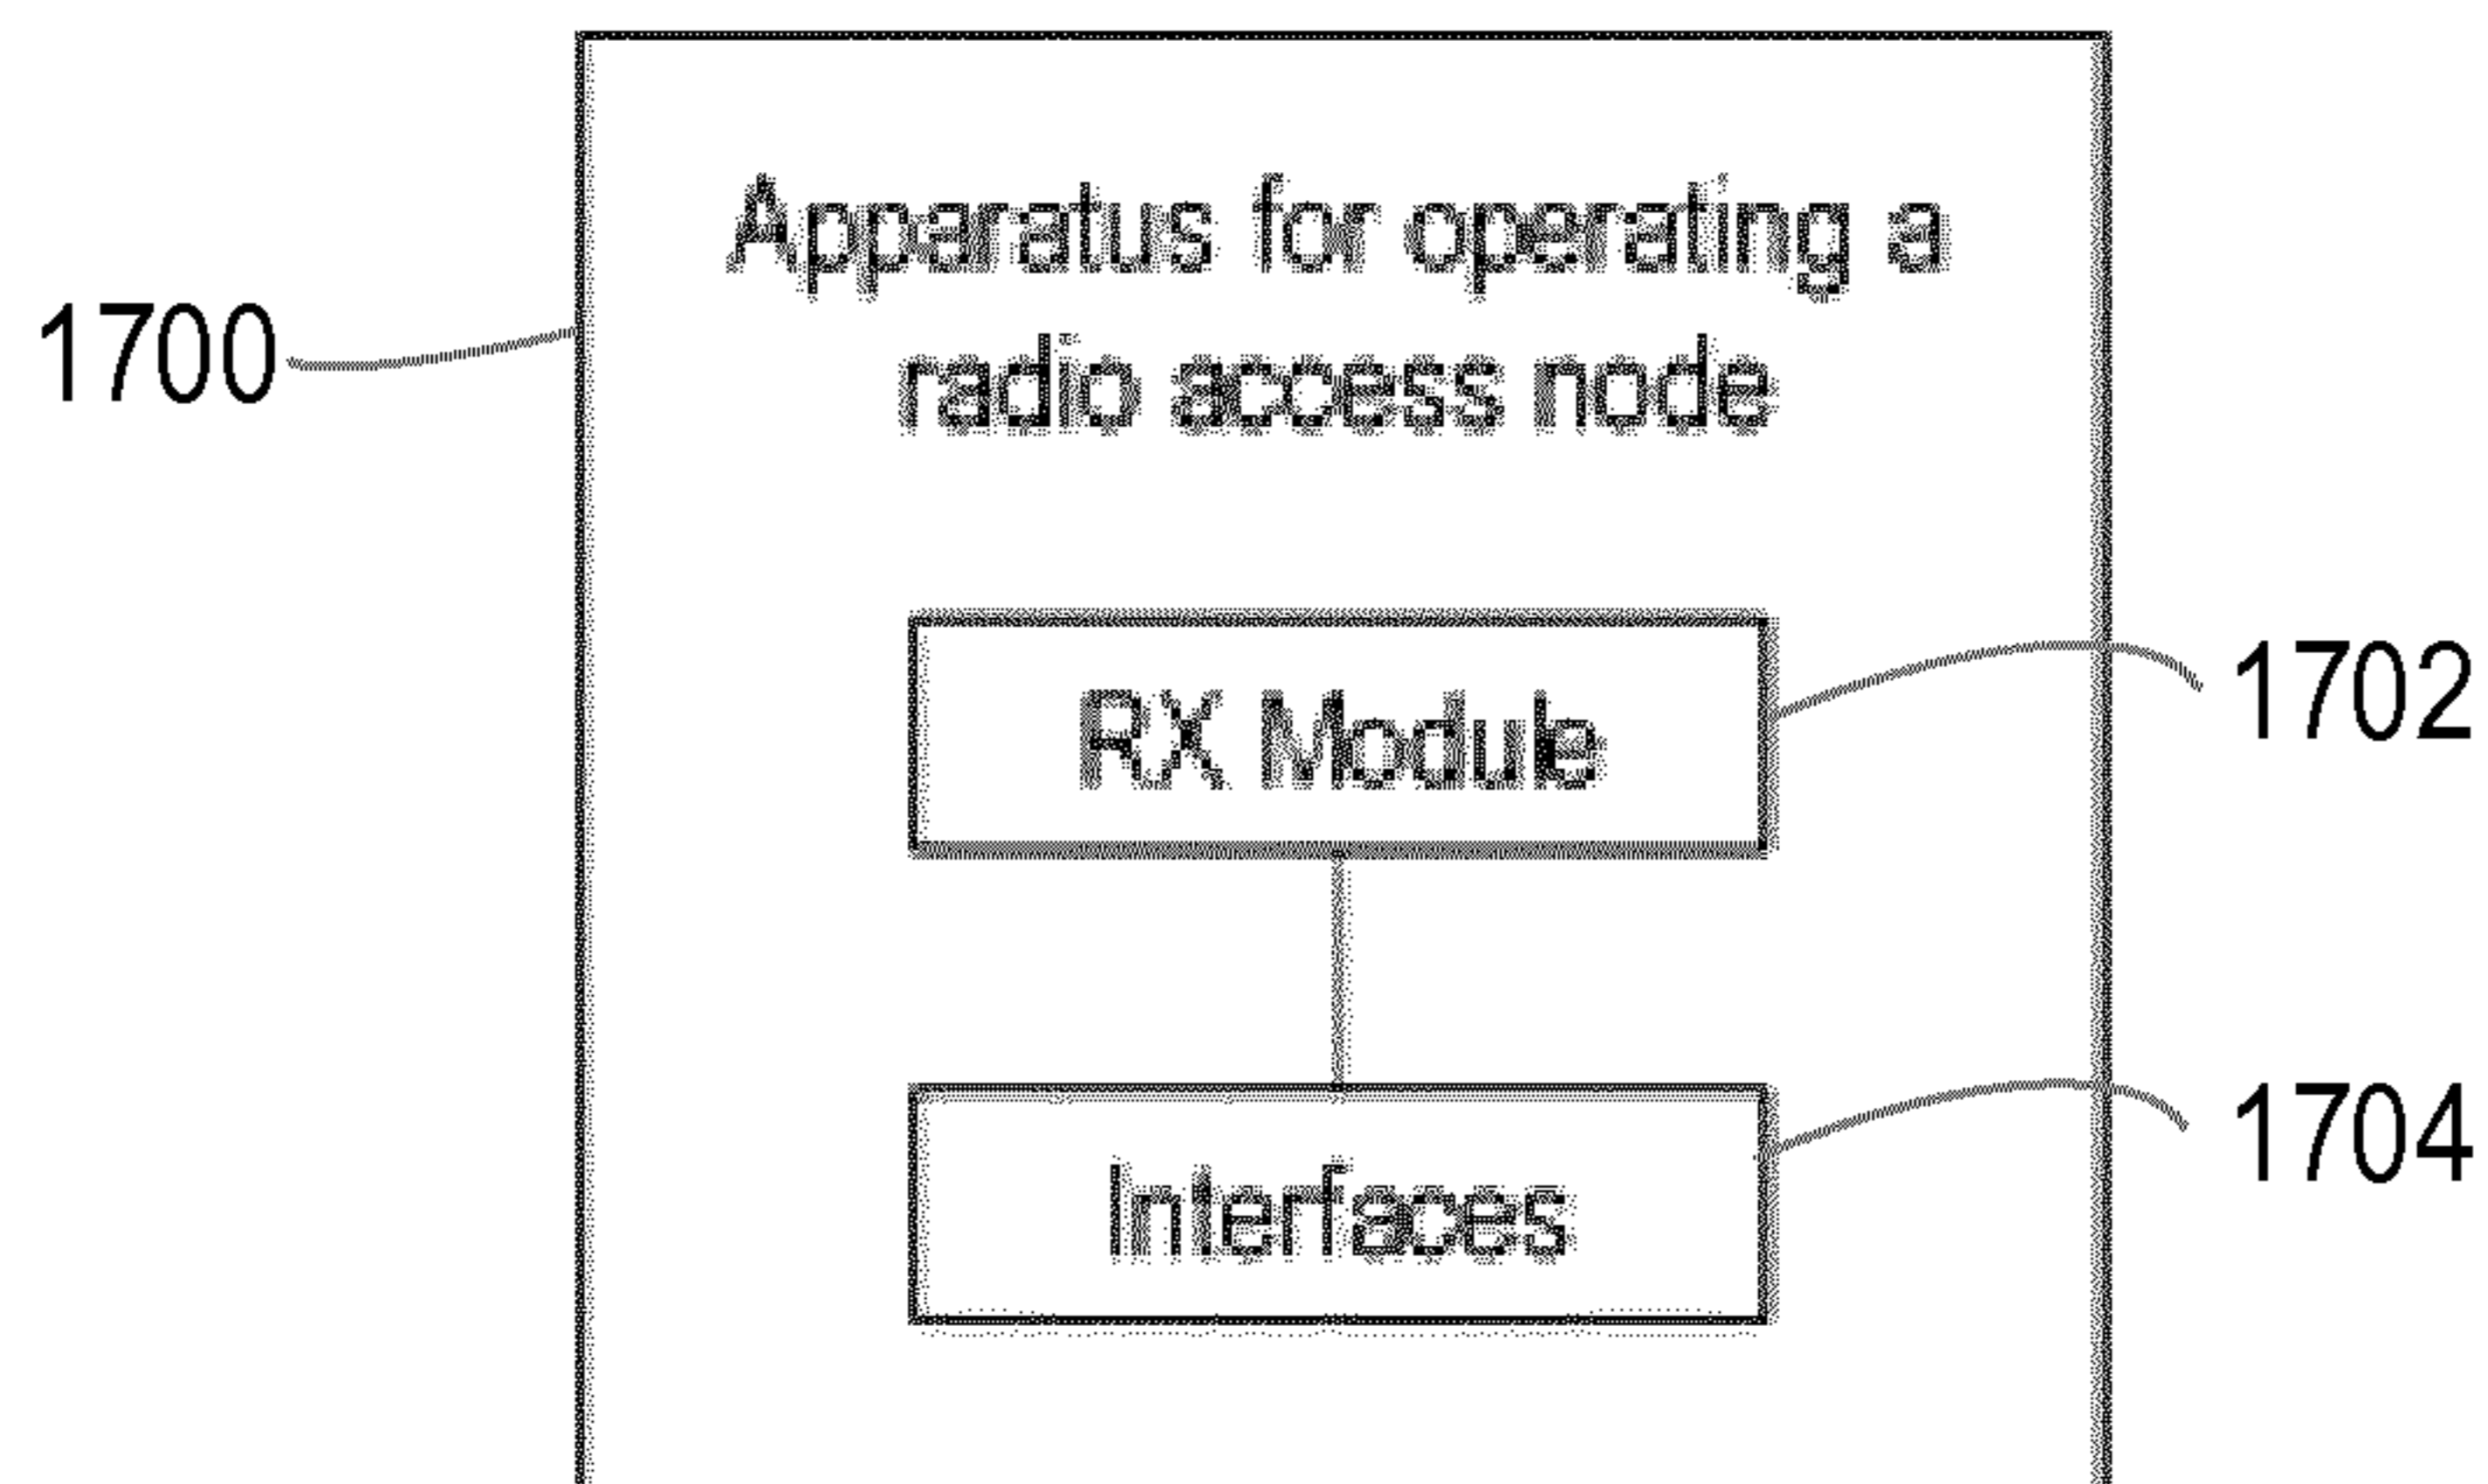 Apparatus for operating a
radio access node
1700
RX Module
1702
Interfaces
1704